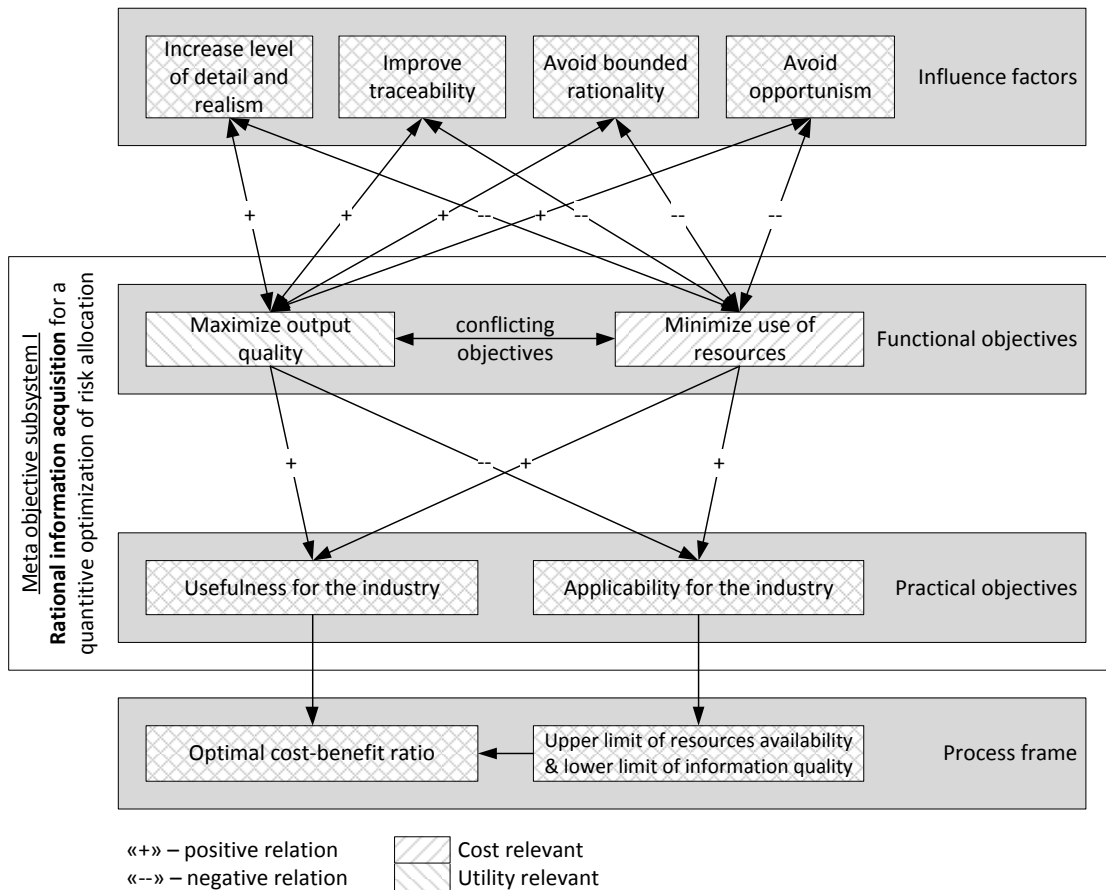 Increase level
of detail and
realism
Improve
traceability
Avoid bounded
rationality
Avoid
opportunism
Influence factors
+
+
--
+
+
--
--
--
Meta objective subsystem I
Rational information acquisition for a
quantitive optimization of risk allocation
Maximize output
quality
conflicting
objectives
Minimize use of
resources
Functional objectives
+
--
+
+
Usefulness for the industry
Applicability for the industry
Practical objectives
Optimal cost-benefit ratio
Upper limit of resources availability
& lower limit of information quality
Process frame
«+» – positive relation
«--» – negative relation
Cost relevant
Utility relevant